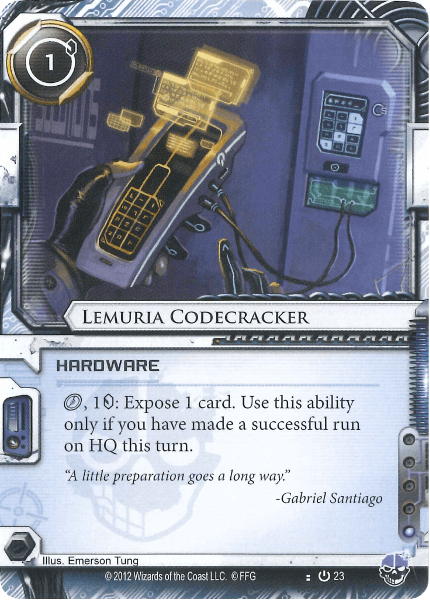 1
LEMURIA CODECRACKER
HARDWARE
, 1: Expose 1 card. Use this ability
only if you have made a successful run
on HQ this turn.
“A little preparation goes a long way.”
-Gabriel Santiago
Illus. Emerson Tung
© 2012 Wizards of the Coast LLC. © FFG
23